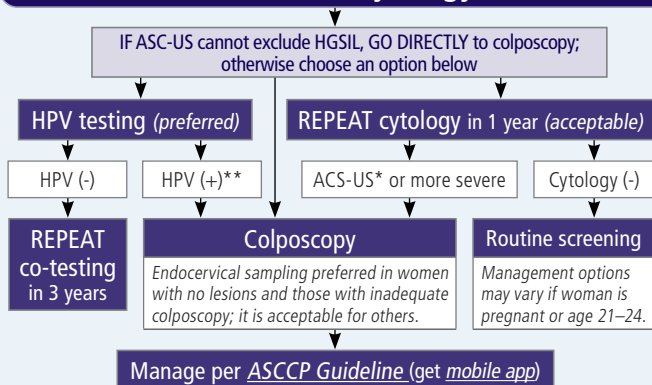 IF ASC-US cannot exclude HGSIL, GO DIRECTLY to colposcopy;
otherwise choose an option below
HPV testing (preferred)
REPEAT cytology in 1 year (acceptable)
HPV (-)
HPV (+)**
ACS-US* or more severe
Cytology (-)
REPEAT
co-testing
in 3 years
Colposcopy
Endocervical sampling preferred in women
with no lesions and those with inadequate
colposcopy; it is acceptable for others.
Routine screening
Management options
may vary if woman is
pregnant or age 21–24.
Manage per ASCCP Guideline (get mobile app)